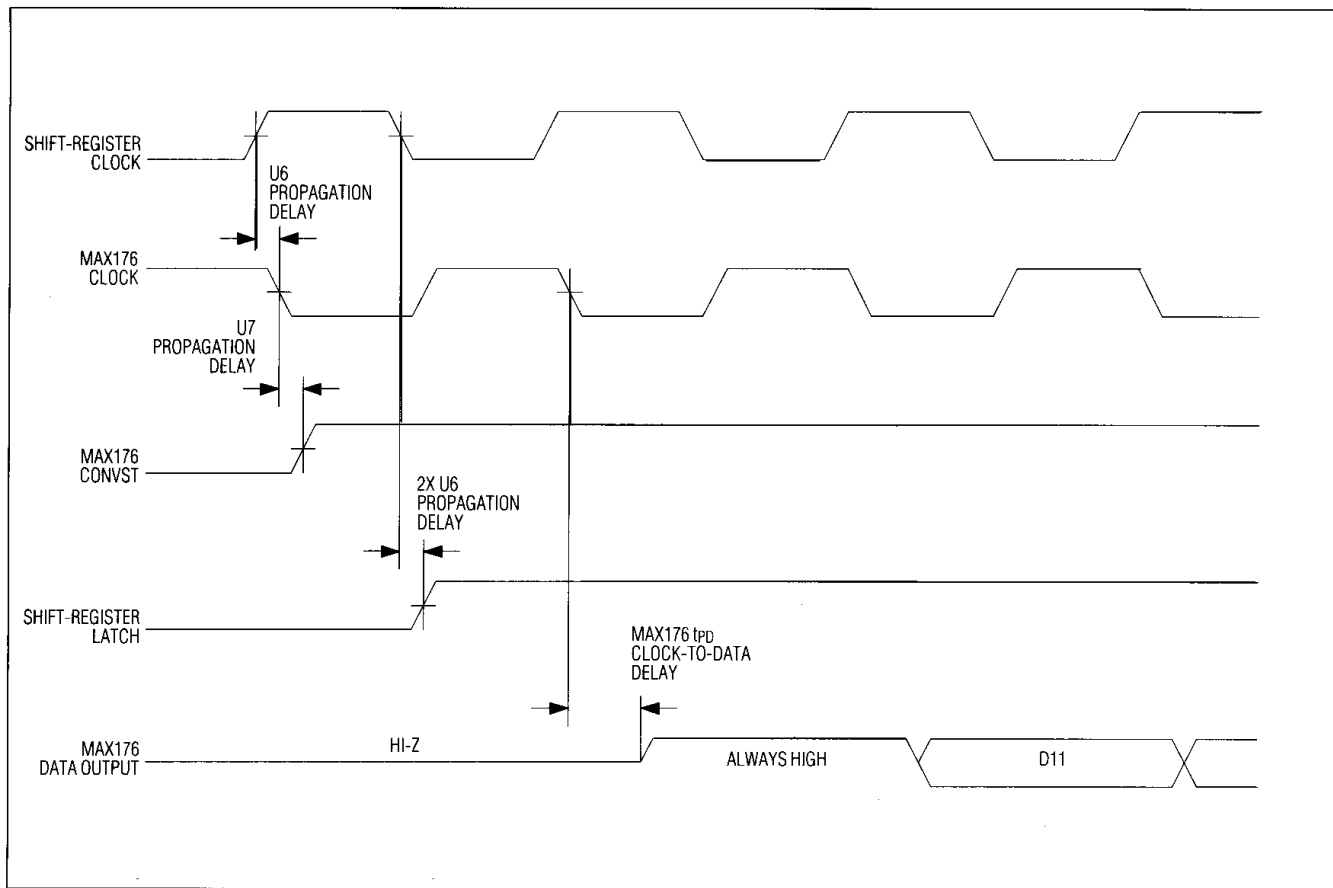 SHIFT-REGISTER
CLOCK
U6
PROPAGATION
DELAY
MAX176
CLOCK
U7
PROPAGATION
DELAY
MAX176
CONVST
2X U6
PROPAGATION
DELAY
SHIFT-REGISTER
LATCH
MAX176 tPD
CLOCK-TO-DATA
DELAY
MAX176
DATA OUTPUT
HI-Z
ALWAYS HIGH
D11